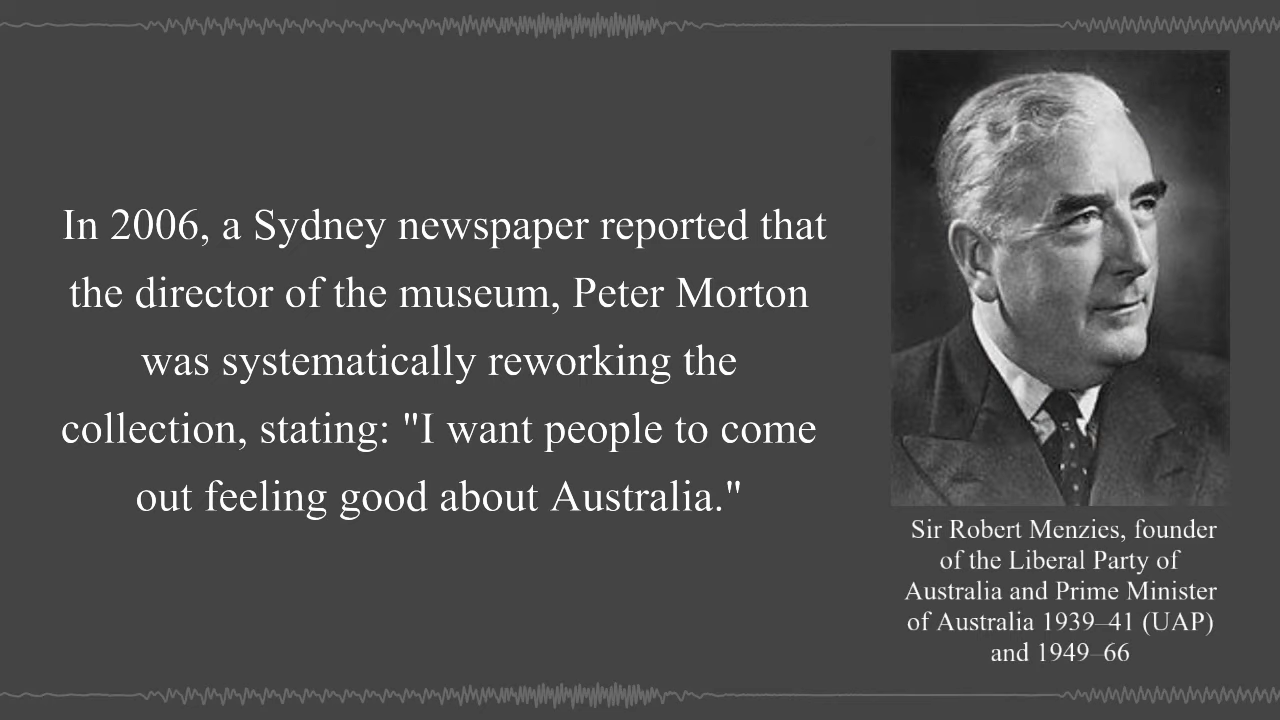 In 2006, a Sydney newspaper reported that
the director of the museum, Peter Morton
was systematically reworking the
collection, stating: "I want people to come
out feeling good about Australia."
Sir Robert Menzies, founder
of the Liberal Party of
Australia and Prime Minister
of Australia 1939–41 (UAP)
and 1949–66